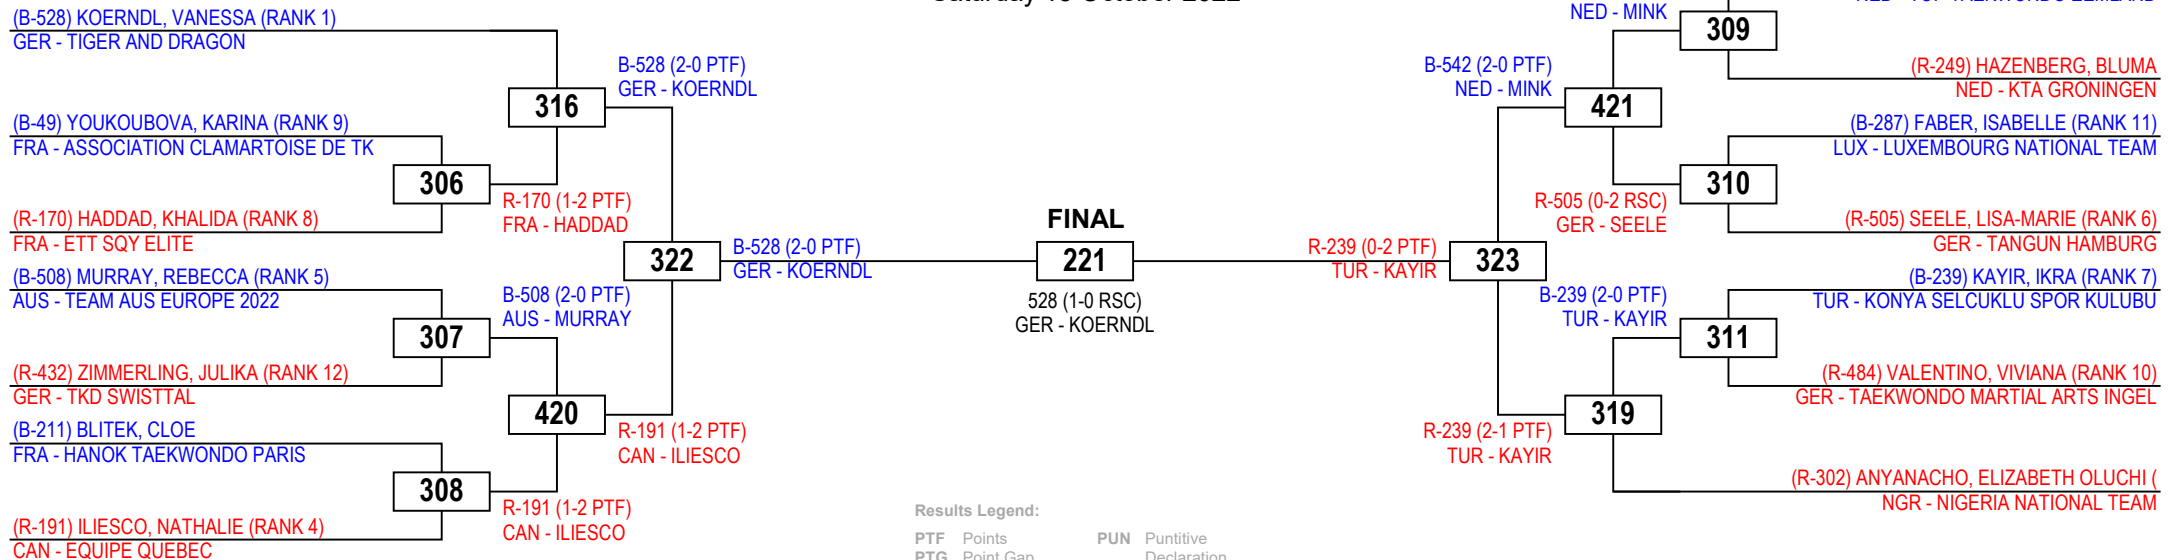 (B-528) KOERNDL, VANESSA (RANK 1)
GER - TIGER AND DRAGON
B-528 (2-0 PTF)
GER - KOERNDL
316
(B-49) YOUKOUBOVA, KARINA (RANK 9)
FRA - ASSOCIATION CLAMARTOISE DE TK
306
R-170 (1-2 PTF)
FRA - HADDAD
(R-170) HADDAD, KHALIDA (RANK 8)
FRA - ETT SQY ELITE
322
B-528 (2-0 PTF)
GER - KOERNDL
(B-508) MURRAY, REBECCA (RANK 5)
AUS - TEAM AUS EUROPE 2022
B-508 (2-0 PTF)
AUS - MURRAY
307
(R-432) ZIMMERLING, JULIKA (RANK 12)
GER - TKD SWISTTAL
420
R-191 (1-2 PTF)
CAN - ILIESCO
(B-211) BLITEK, CLOE
FRA - HANOK TAEKWONDO PARIS
308
R-191 (1-2 PTF)
CAN - ILIESCO
(R-191) ILIESCO, NATHALIE (RANK 4)
CAN - EQUIPE QUEBEC
FINAL
221
528 (1-0 RSC)
GER - KOERNDL
NED - MINK
309
(R-249) HAZENBERG, BLUMA
NED - KTA GRONINGEN
B-542 (2-0 PTF)
NED - MINK
421
(B-287) FABER, ISABELLE (RANK 11)
LUX - LUXEMBOURG NATIONAL TEAM
310
R-505 (0-2 RSC)
GER - SEELE
(R-505) SEELE, LISA-MARIE (RANK 6)
GER - TANGUN HAMBURG
R-239 (0-2 PTF)
TUR - KAYIR
323
(B-239) KAYIR, IKRA (RANK 7)
TUR - KONYA SELCUKLU SPOR KULUBU
B-239 (2-0 PTF)
TUR - KAYIR
311
(R-484) VALENTINO, VIVIANA (RANK 10)
GER - TAEKWONDO MARTIAL ARTS INGEL
319
R-239 (2-1 PTF)
TUR - KAYIR
(R-302) ANYANACHO, ELIZABETH OLUCHI (
NGR - NIGERIA NATIONAL TEAM
Results Legend:
PTF Points PUN Puntitive
PTG Point Gap Declaration